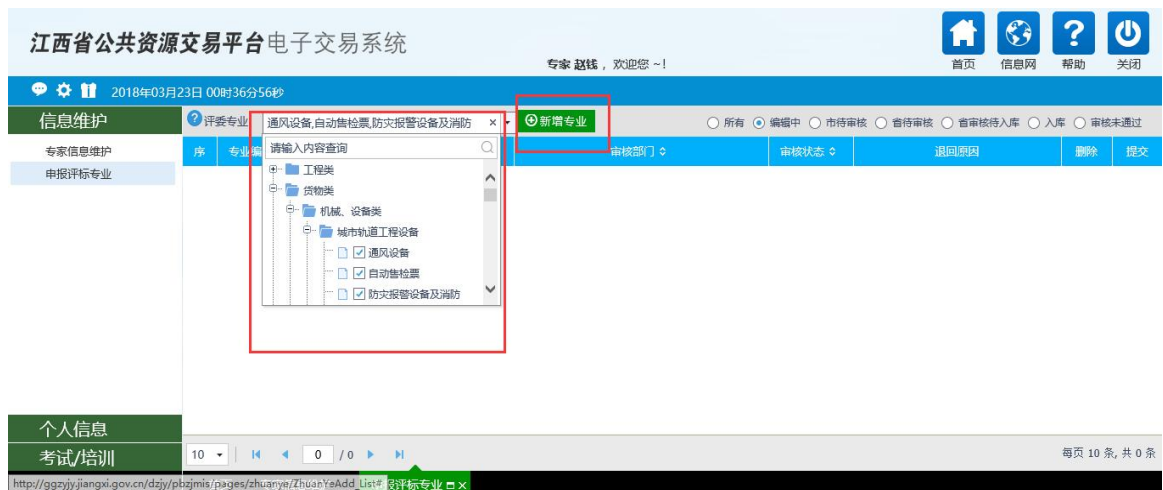 江西省公共资源交易平台电子交易系统
专家 赵钱 ，欢迎您 ~!
首页 信息网 帮助 关闭
2018年03月23日 00时36分56秒
信息维护
评委专业 通风设备,自动售检票,防灾报警设备及消防 × 新增专业 所有 编辑中 市待审核 省待审核 省审核待入库 入库 审核未通过
专家信息维护
序 专业编 审核部门 审核状态 退回原因 删除 提交
请输入内容查询
申报评标专业
工程类
货物类
机械、设备类
城市轨道工程设备
通风设备
自动售检票
防灾报警设备及消防
个人信息
考试/培训
10 0 / 0 每页 10 条, 共 0 条
http://ggzyjy.jiangxi.gov.cn/dzjy/pbzjmis/pages/zhuanye/ZhuanYeAdd_List# 报评标专业